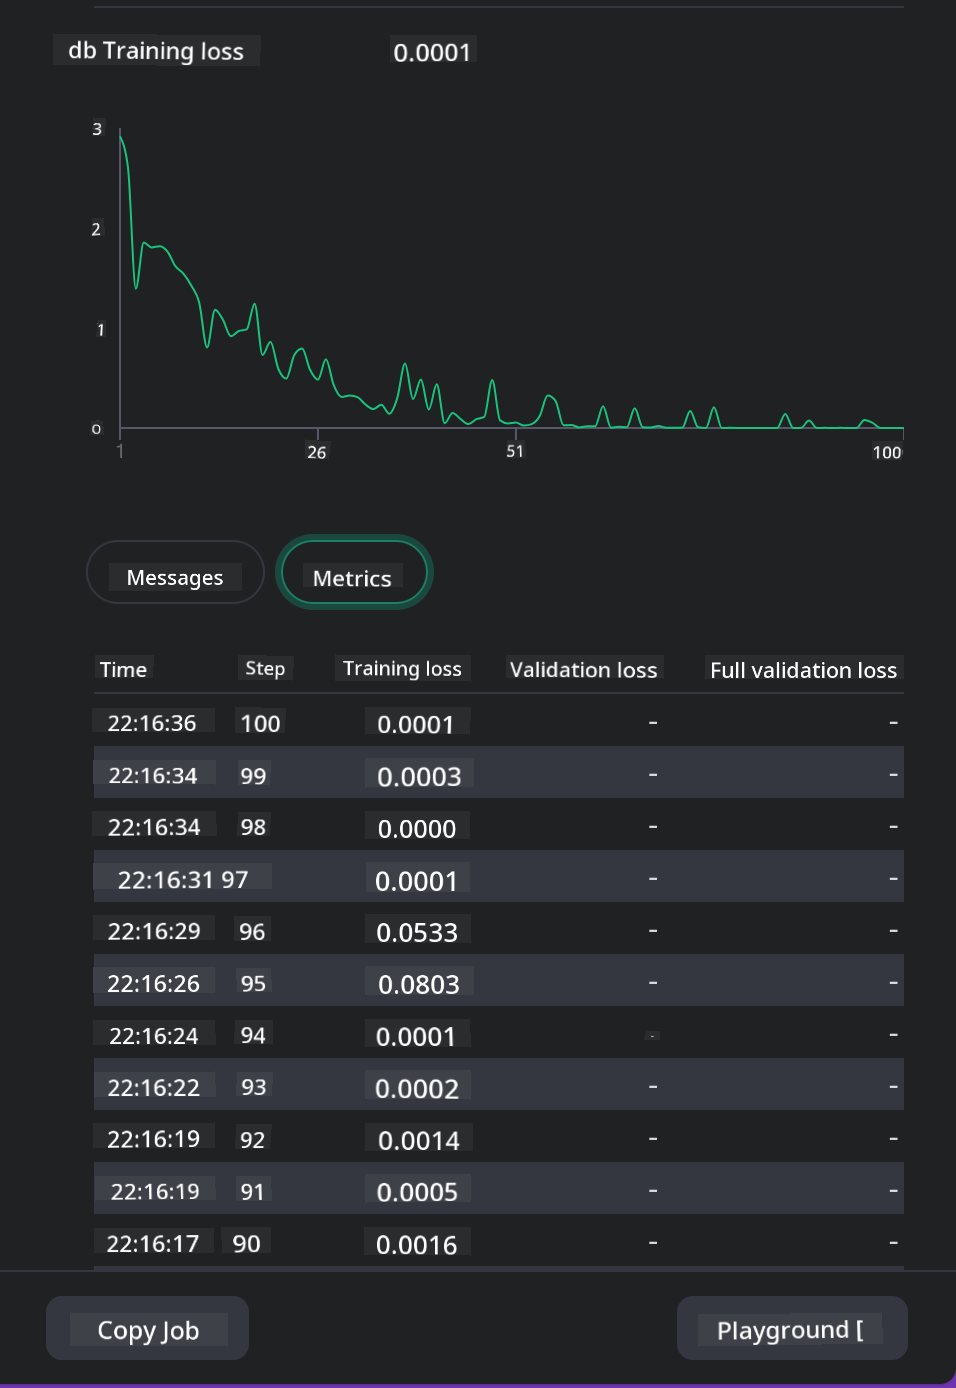 db Training loss 0.0001
3
2
1
0
1 26 51 100
Messages Metrics
Time Step Training loss Validation loss Full validation loss
22:16:36 100 0.0001 - -
22:16:34 99 0.0003 - -
22:16:34 98 0.0000 - -
22:16:31 97 0.0001 - -
22:16:29 96 0.0533 - -
22:16:26 95 0.0803 - -
22:16:24 94 0.0001 - -
22:16:22 93 0.0002 - -
22:16:19 92 0.0014 - -
22:16:19 91 0.0005 - -
22:16:17 90 0.0016 - -
Copy Job Playground [